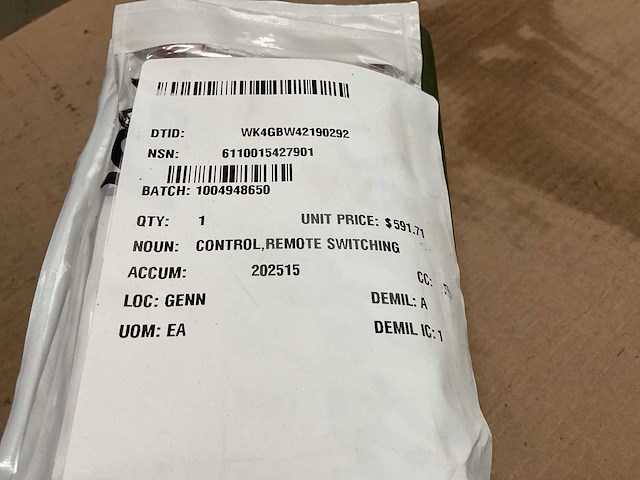 DTID: WK4GBW42190292
NSN: 6110015427901
BATCH: 1004948650
QTY: 1 UNIT PRICE: $591.71
NOUN: CONTROL,REMOTE SWITCHING
ACCUM: 202515
CC:
LOC: GENN DEMIL: A
UOM: EA DEMIL IC: 1